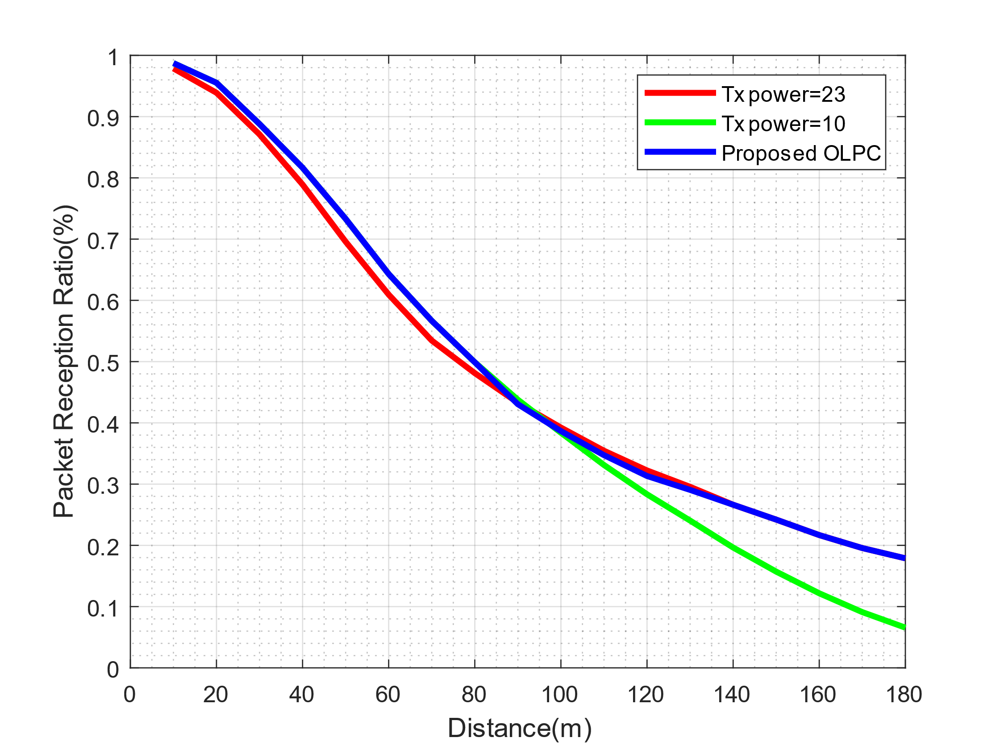 1
0.9
0.8
0.7
0.6
0.5
0.4
0.3
0.2
0.1
0
Packet Reception Ratio(%)
Tx power=23
Tx power=10
Proposed OLPC
0 20 40 60 80 100 120 140 160 180
Distance(m)